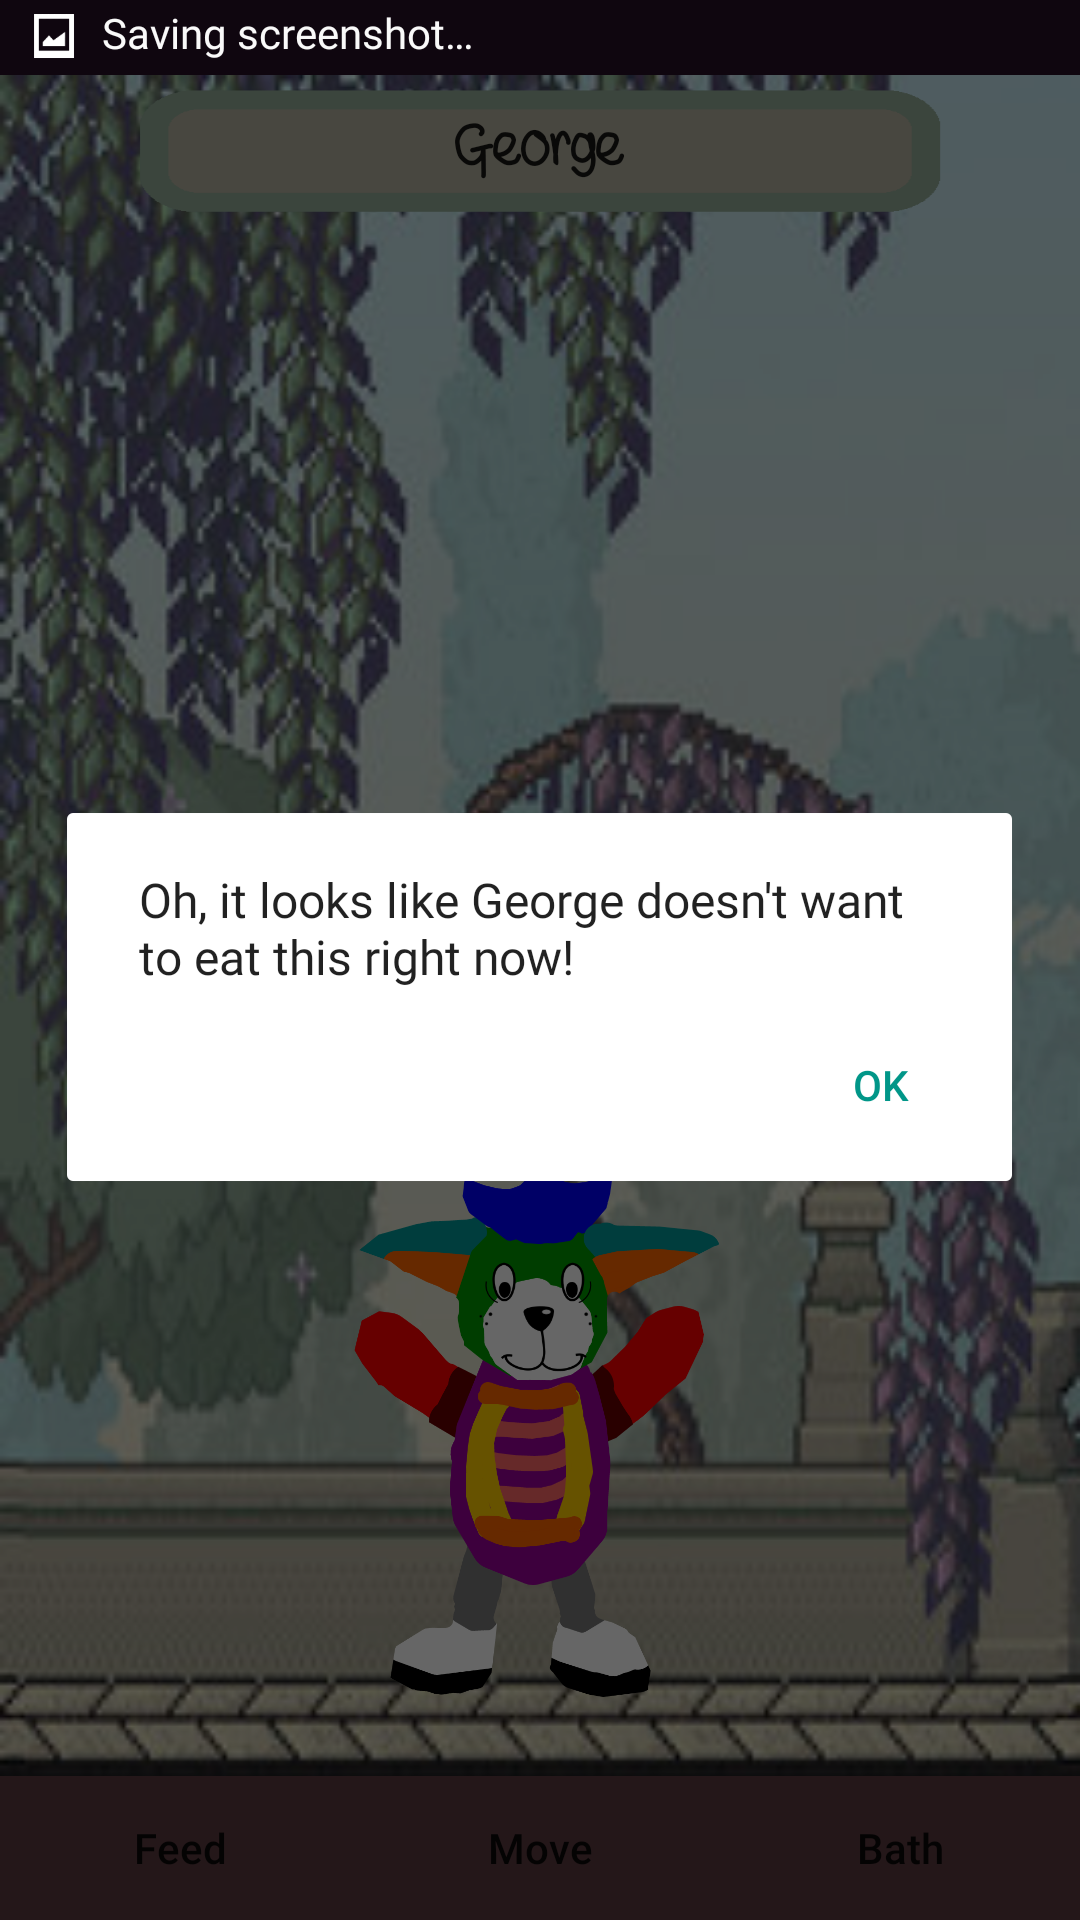 Saving screenshot...
George
Oh, it looks like George doesn't want
to eat this right now!
OK
Feed Move Bath